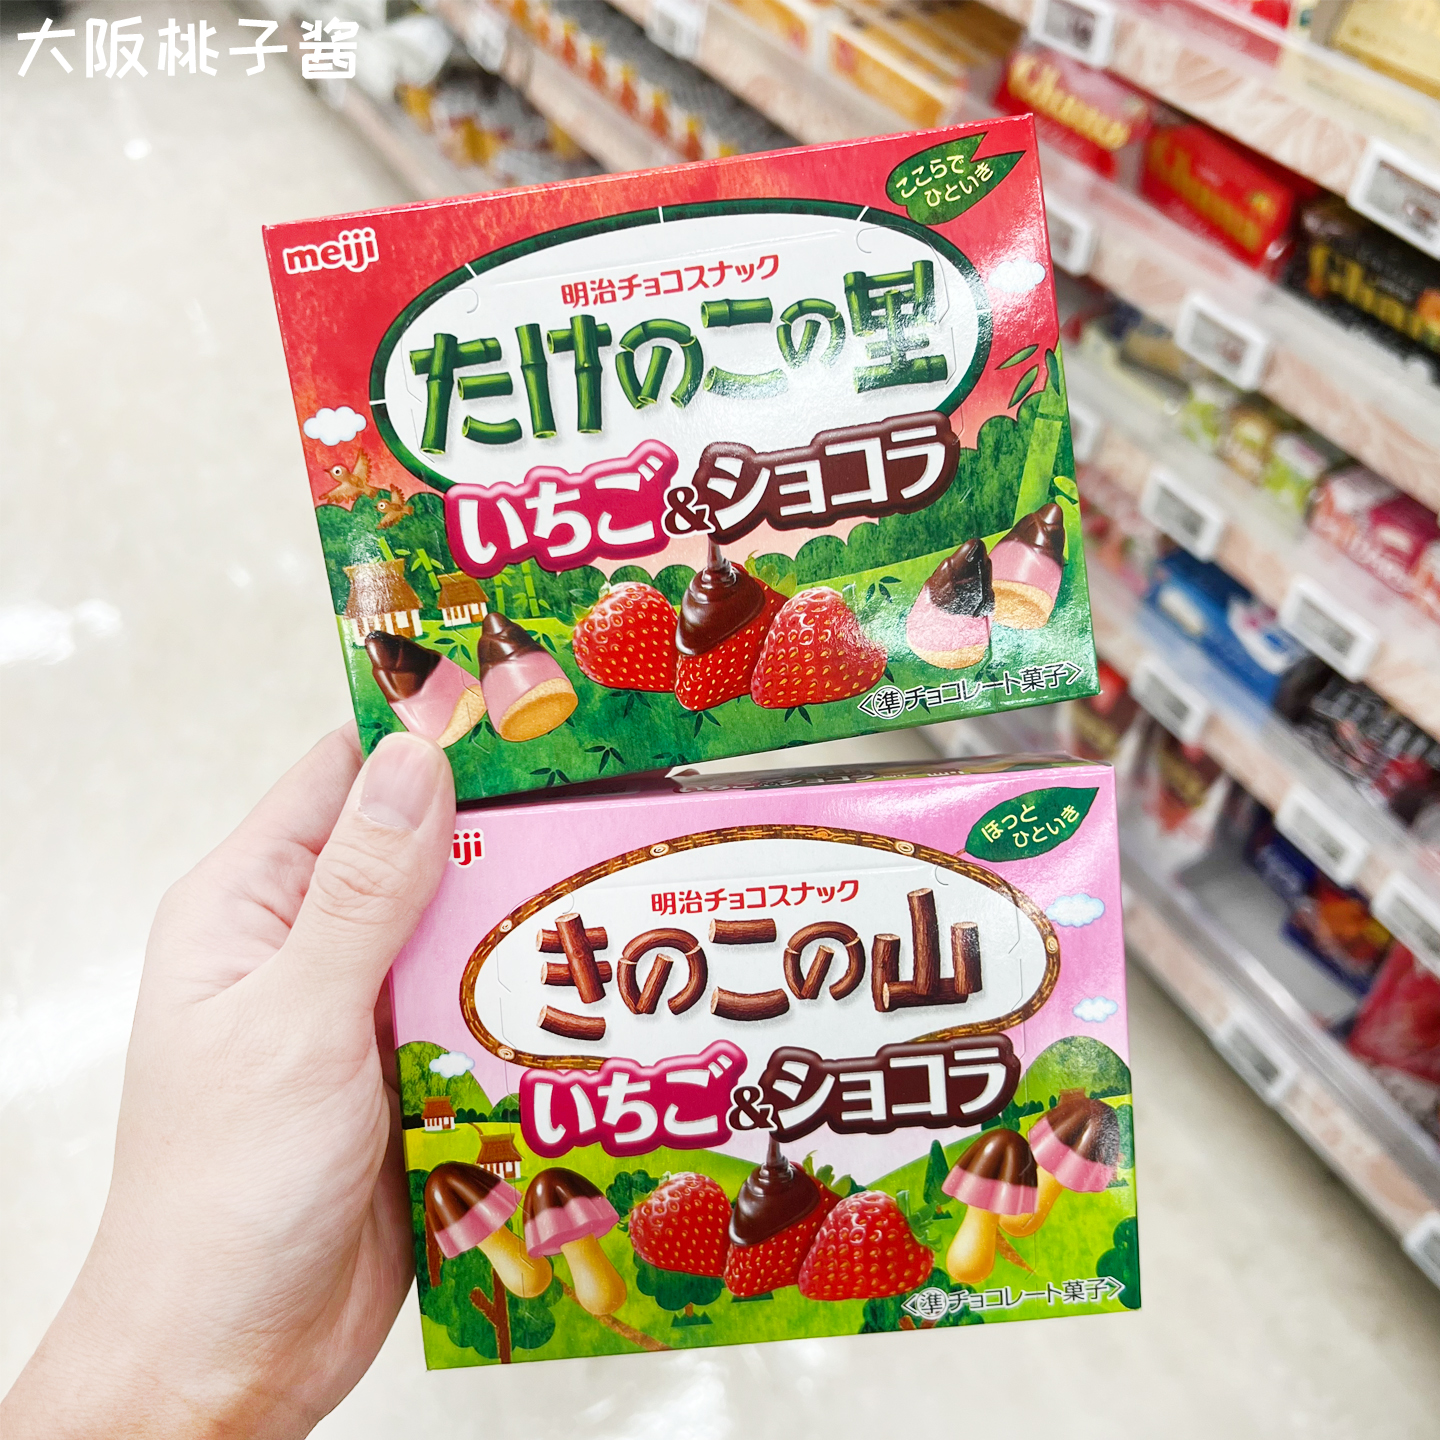 大阪桃子酱
ここらで
ひといき
meiji
明治チョコスナック
たけのこの里
いちご&ショコラ
<準チョコレート菓子>
ほっと
ひといき
iji
明治チョコスナック
きのこの山
いちご&ショコラ
<準チョコレート菓子>
Ghana
Ghana
Ghana